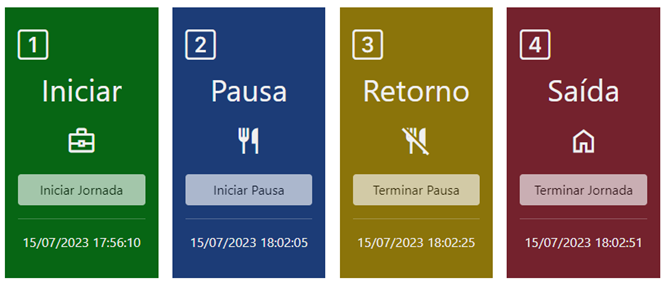 1
Iniciar
Iniciar Jornada
15/07/2023 17:56:10
2
Pausa
Iniciar Pausa
15/07/2023 18:02:05
3
Retorno
Terminar Pausa
15/07/2023 18:02:25
4
Saída
Terminar Jornada
15/07/2023 18:02:51